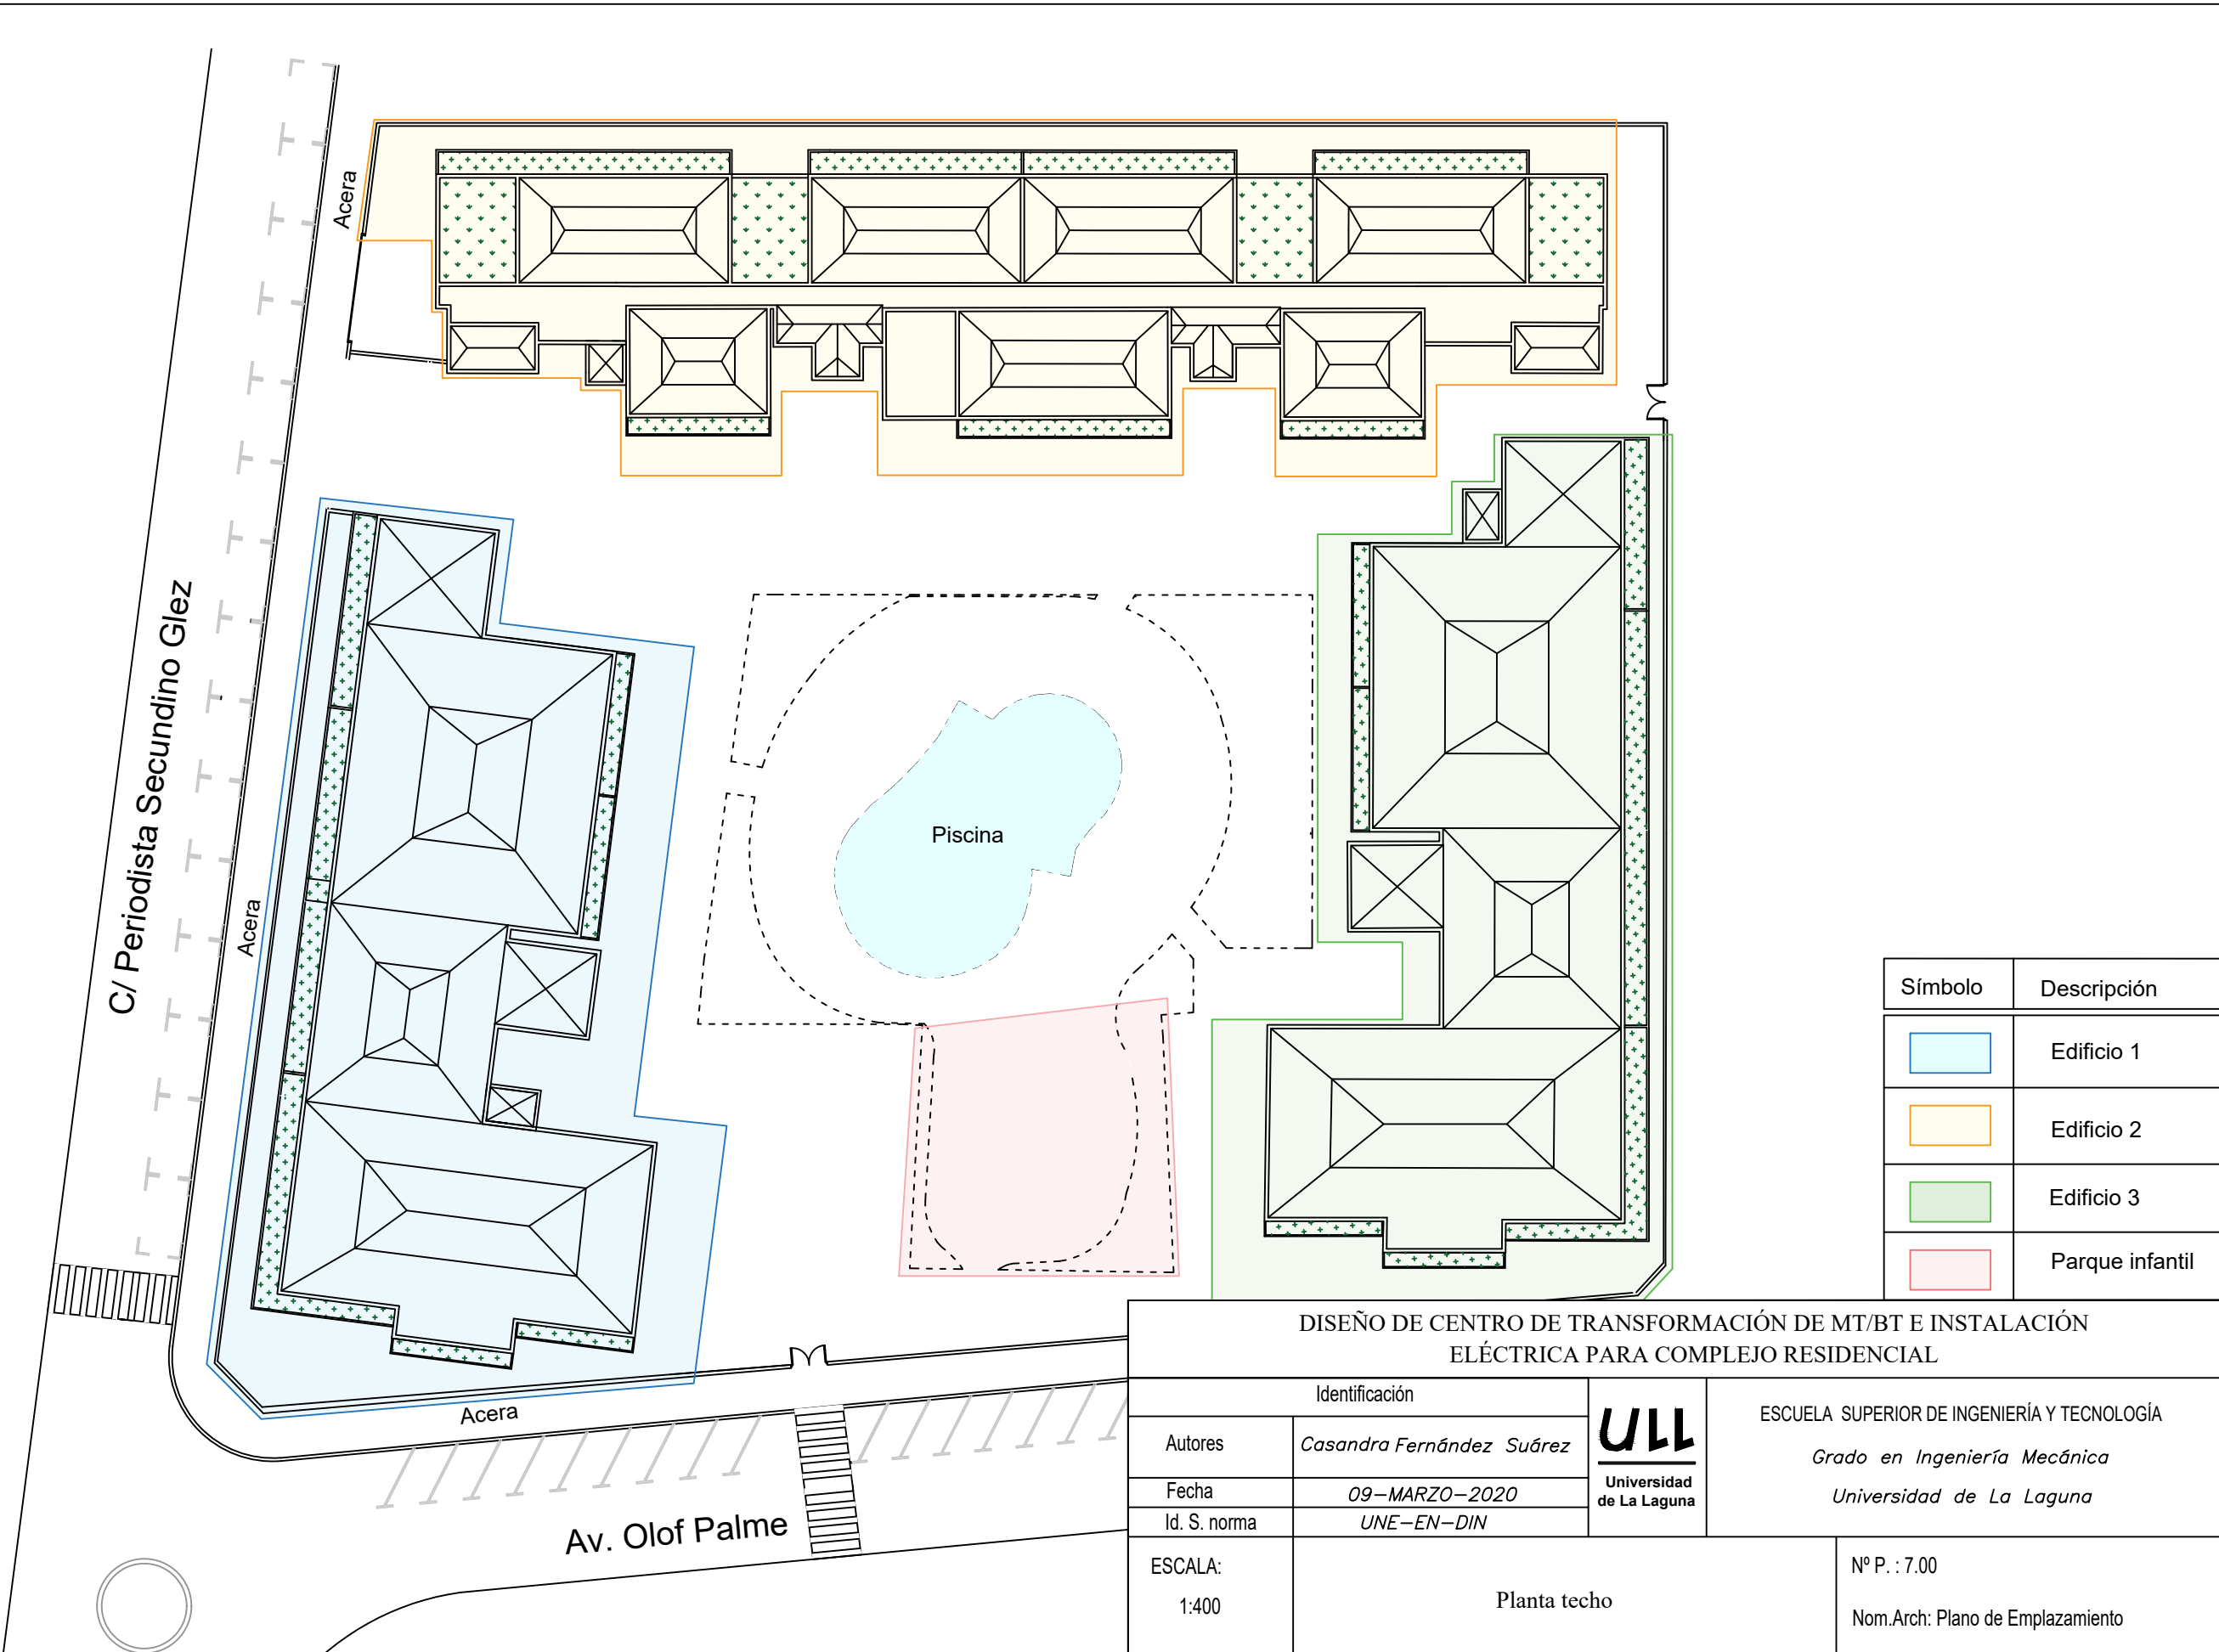 Acera
C/ Periodista Secundino Glez
Acera
Piscina
Acera
Av. Olof Palme
Símbolo Descripción
Edificio 1
Edificio 2
Edificio 3
Parque infantil
DISEÑO DE CENTRO DE TRANSFORMACIÓN DE MT/BT E INSTALACIÓN
ELÉCTRICA PARA COMPLEJO RESIDENCIAL
Identificación
Autores Casandra Fernández Suárez
Fecha 09-MARZO-2020
Id. S. norma UNE-EN-DIN
ULL
Universidad
de La Laguna
ESCUELA SUPERIOR DE INGENIERÍA Y TECNOLOGÍA
Grado en Ingeniería Mecánica
Universidad de La Laguna
ESCALA:
1:400
Planta techo
Nº P. : 7.00
Nom.Arch: Plano de Emplazamiento